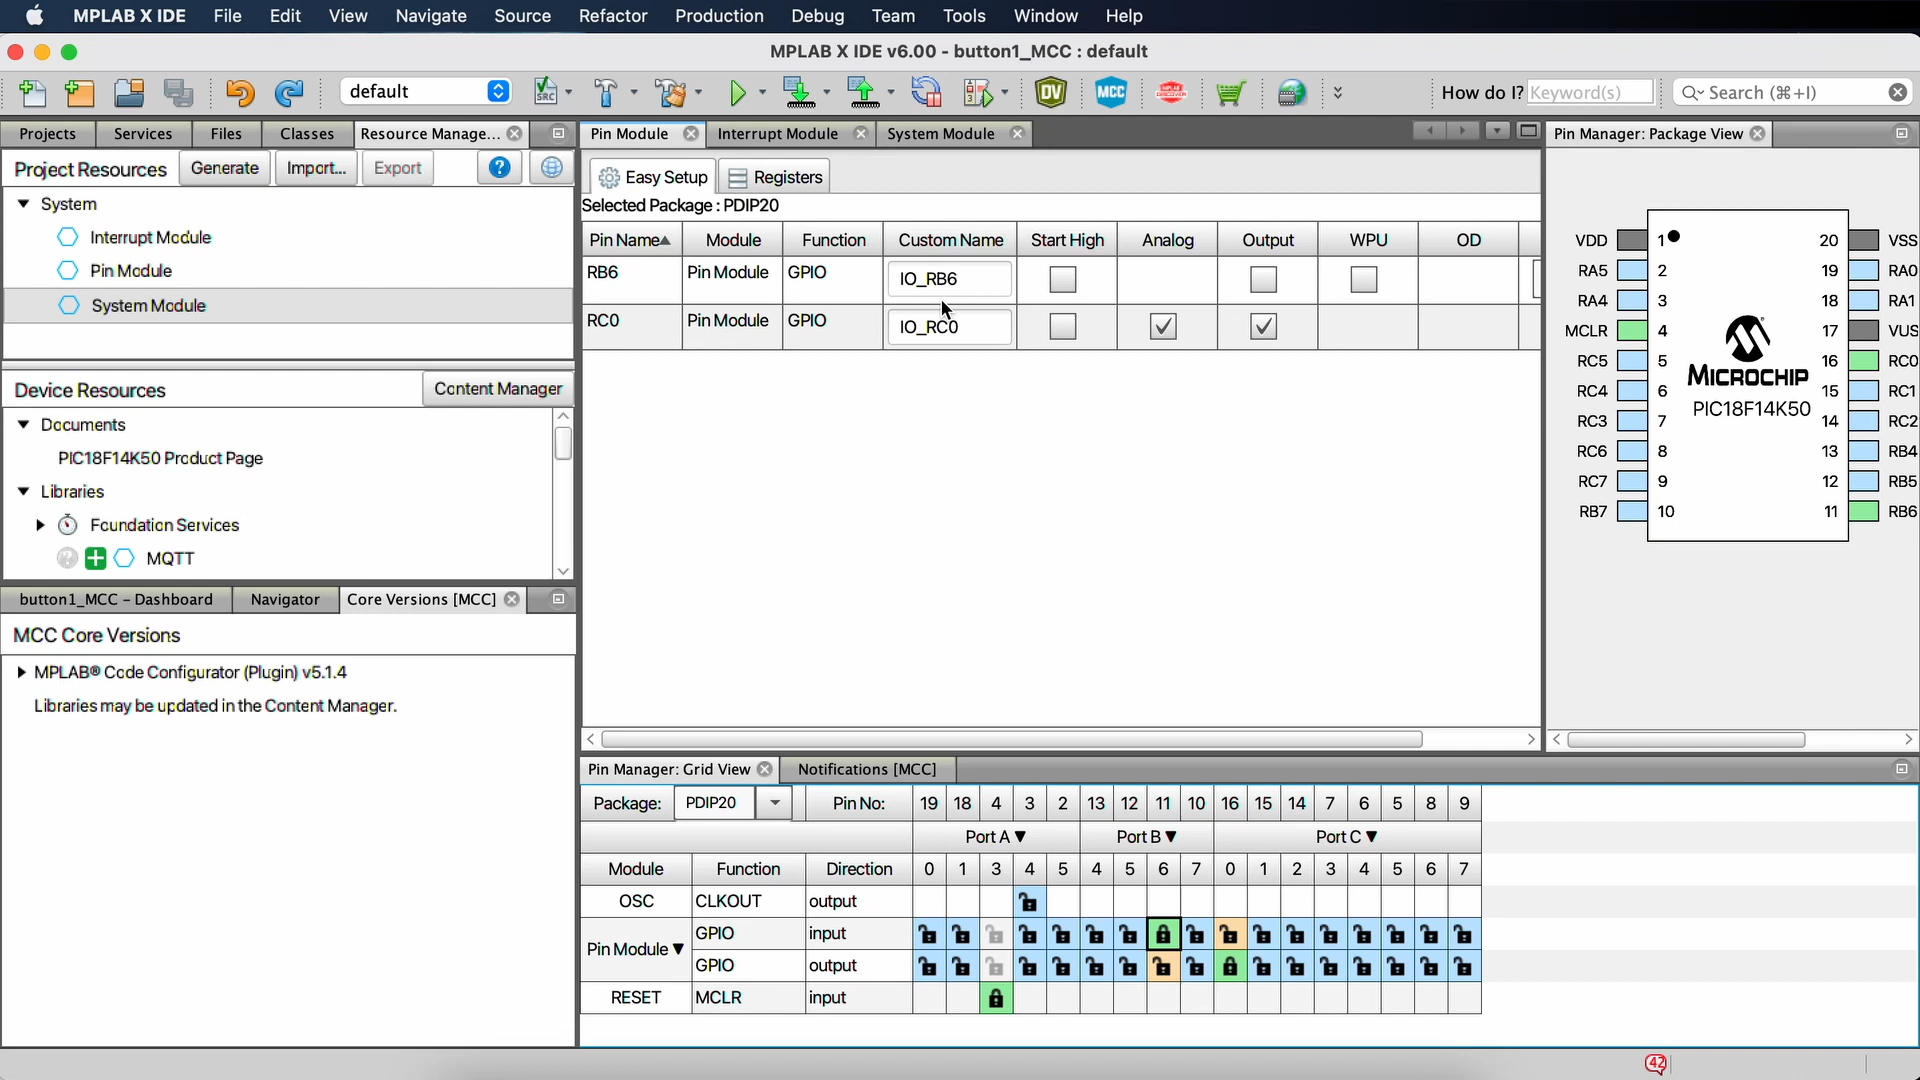 MPLAB X IDE File Edit View Navigate Source Refactor Production Debug Team Tools Window Help
MPLAB X IDE v6.00 - button1_MCC : default
default
SRC
DV
MCC
How do I? Keyword(s)
Search (⌘+I)
Projects Services Files Classes Resource Manage...
Project Resources Generate Import... Export ?
System
Interrupt Module
Pin Module
System Module
Device Resources Content Manager
Documents
PIC18F14K50 Product Page
Libraries
Foundation Services
MQTT
button1_MCC - Dashboard Navigator Core Versions [MCC]
MCC Core Versions
MPLAB® Code Configurator (Plugin) v5.1.4
Libraries may be updated in the Content Manager.
Pin Module Interrupt Module System Module
Easy Setup Registers
Selected Package : PDIP20
Pin Name▲ Module Function Custom Name Start High Analog Output WPU OD
RB6 Pin Module GPIO IO_RB6
RC0 Pin Module GPIO IO_RC0
Pin Manager: Package View
VDD 1 20 VSS
RA5 2 19 RA0
RA4 3 18 RA1
MCLR 4 17 VUS
RC5 5 16 RC0
RC4 6 15 RC1
RC3 7 14 RC2
RC6 8 13 RB4
RC7 9 12 RB5
RB7 10 11 RB6
MICROCHIP
PIC18F14K50
Pin Manager: Grid View Notifications [MCC]
Package: PDIP20 Pin No: 19 18 4 3 2 13 12 11 10 16 15 14 7 6 5 8 9
Port A ▼ Port B ▼ Port C ▼
Module Function Direction 0 1 3 4 5 4 5 6 7 0 1 2 3 4 5 6 7
OSC CLKOUT output
Pin Module ▼
GPIO input
GPIO output
RESET MCLR input
42